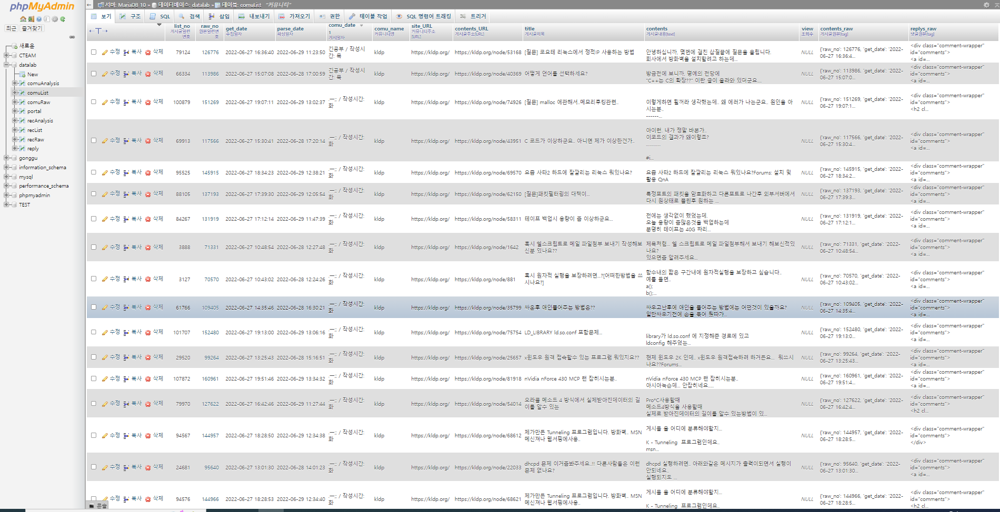 phpMyAdmin
최근 즐겨찾기
새로운
CTEAM
datalab
New
comuAnalysis
comuList
comuRaw
portal
recAnalysis
recList
recRaw
reply
gonggu
information_schema
mysql
performance_schema
phpmyadmin
TEST
서버: MariaDB 10 » 데이터베이스: datalab » 테이블: comuList "커뮤니티"
보기 구조 SQL 검색 삽입 내보내기 가져오기 권한 테이블 작업 SQL 명령어 트래킹 트리거
list_no 게시글일련번호 raw_no 원본일련번호 get_date 수집일자 parse_date 파싱일자 comu_date 1 게시일자 comu_name 커뮤니티명 site_URL 커뮤니티주소[URL] contents_URL 게시글주소[URL] title 게시글제목 contents 게시글내용[text] view 조회수 contents_raw 게시글원본[tag] replys_raw 댓글원본[tag]
수정 복사 삭제 79124 126776 2022-06-27 16:36:40 2022-06-29 11:23:50 긴공부 / 작성시간: 목 kldp https://kldp.org/ https://kldp.org/node/53168 [질문] 코요테 리눅스에서 정적IP 사용하는 방법 안녕하십니까, 몇번에 걸친 삽질끝에 질문을 올립니다. 회사에서 방화벽을 설치할려고 하는데... NULL {'raw_no': 126776, 'get_date': '2022-06-27 16:36:4... <div class="comment-wrapper" id="comments"> <a id=...
수정 복사 삭제 66334 113986 2022-06-27 15:07:08 2022-06-28 17:00:59 긴공부 / 작성시간: 목 kldp https://kldp.org/ https://kldp.org/node/40369 어떻게 언어를 선택하세요? 방금전에 보니까, 명예의 전당에 "C++는 C의 확장??" 이란 글이 올라와 있더군요.... NULL {'raw_no': 113986, 'get_date': '2022-06-27 15:07:0... <div class="comment-wrapper" id="comments"> <a id=...
수정 복사 삭제 100879 151269 2022-06-27 19:07:11 2022-06-29 13:02:37 .─;; / 작성시간: 화 kldp https://kldp.org/ https://kldp.org/node/74926 [질문] malloc 에관해서..메모리후킹관련.. 이렇게하면 될꺼라 생각했는데.. 왜 에러가 나는군요.. 원인을 아시는분.. ------... NULL {'raw_no': 151269, 'get_date': '2022-06-27 19:07:1... <div class="comment-wrapper" id="comments"> <h2 cl...
수정 복사 삭제 69913 117566 2022-06-27 15:30:41 2022-06-28 17:20:14 .─;; / 작성시간: 화 kldp https://kldp.org/ https://kldp.org/node/43951 C 코드가 이상하군요.. 아니면 제가 이상한건가.. 아이런. 내가 정말 바본가.. 이코드의 결과가 왜이렇죠? ............ #i... NULL {'raw_no': 117566, 'get_date': '2022-06-27 15:30:4... <div class="comment-wrapper" id="comments"> <a id=...
수정 복사 삭제 95525 145915 2022-06-27 18:34:23 2022-06-29 12:38:21 .─;; / 작성시간: 화 kldp https://kldp.org/ https://kldp.org/node/69570 요즘 사타2 하드에 잘깔리는 리눅스 뭐있나요? 요즘 사타2 하드에 잘깔리는 리눅스 뭐있나요?Forums: 설치 및 활용 QnA NULL {'raw_no': 145915, 'get_date': '2022-06-27 18:34:2... <div class="comment-wrapper" id="comments"> <a id=...
수정 복사 삭제 88105 137193 2022-06-27 17:39:30 2022-06-29 12:05:54 .─;; / 작성시간: 화 kldp https://kldp.org/ https://kldp.org/node/62150 [질문]패킷필터링의 대책이... 특정포트의 패킷을 암호화하고 다른포트로 나간후 외부서버에서 다시 원상태로 풀린후 원하는 ... NULL {'raw_no': 137193, 'get_date': '2022-06-27 17:39:3... <div class="comment-wrapper" id="comments"> <a id=...
수정 복사 삭제 84267 131919 2022-06-27 17:12:14 2022-06-29 11:47:39 .─;; / 작성시간: 화 kldp https://kldp.org/ https://kldp.org/node/58311 테이프 백업시 용량이 좀 이상하군요... 전에는 생각없이 했었는데. 오늘 용량이 좀많은것을 백업하는데 분명히 테이프는 40G 짜리... NULL {'raw_no': 131919, 'get_date': '2022-06-27 17:12:1... <div class="comment-wrapper" id="comments"> <a id=...
수정 복사 삭제 3888 71331 2022-06-27 10:48:54 2022-06-28 12:27:48 .─;; / 작성시간: 화 kldp https://kldp.org/ https://kldp.org/node/1642 혹시 쉘스크립트로 메일 파일첨부 보내기 작성해보신분 있나요?? 제목처럼... 쉘 스크립트로 메일 파일첨부해서 보내기 해보신적있나요? 있으면좀 알려주세요... NULL {'raw_no': 71331, 'get_date': '2022-06-27 10:48:54... <div class="comment-wrapper" id="comments"> <a id=...
수정 복사 삭제 3127 70570 2022-06-27 10:43:02 2022-06-28 12:24:26 .─;; / 작성시간: 화 kldp https://kldp.org/ https://kldp.org/node/881 혹시 원자적 실행을 보장하려면...?[어떠한방법을 쓰시나요?] 함수내의 짧은 구간내에 원자적실행을 보장하고 싶습니다.. 예를 들면.. a(); b();... NULL {'raw_no': 70570, 'get_date': '2022-06-27 10:43:02... <div class="comment-wrapper" id="comments"> <a id=...
수정 복사 삭제 61766 109405 2022-06-27 14:35:46 2022-06-28 16:30:21 .─;; / 작성시간: 화 kldp https://kldp.org/ https://kldp.org/node/35799 싸운후 애인풀어주는 방법은?? 싸우고난후에 애인을 풀어주는 방법에는 어떤것이 있을까요? 일단싸우기전에 손을 묶어 뒀따가... NULL {'raw_no': 109405, 'get_date': '2022-06-27 14:35:4... <div class="comment-wrapper" id="comments"> <a id=...
수정 복사 삭제 101707 152480 2022-06-27 19:13:00 2022-06-29 13:06:16 .─;; / 작성시간: 화 kldp https://kldp.org/ https://kldp.org/node/75754 LD_LIBRARY ld.so.conf 포함문제... library가 ld.so.conf 에 지정해준 경로에 있고 ldconfig 해주었는... NULL {'raw_no': 152480, 'get_date': '2022-06-27 19:13:0... <div class="comment-wrapper" id="comments"> <a id=...
수정 복사 삭제 29520 99264 2022-06-27 13:25:43 2022-06-28 15:16:51 .─;; / 작성시간: 화 kldp https://kldp.org/ https://kldp.org/node/25657 x윈도우 원격 접속할수 있는 프로그램 뭐있지요?? 현제 윈도우 2K 인데.. x윈도우 원격접속하려 하거든요... 뭐쓰시나요??Forums... NULL {'raw_no': 99264, 'get_date': '2022-06-27 13:25:43... <div class="comment-wrapper" id="comments"> <a id=...
수정 복사 삭제 107872 160961 2022-06-27 19:51:46 2022-06-29 13:34:32 .─;; / 작성시간: 화 kldp https://kldp.org/ https://kldp.org/node/81918 nVidia nForce 430 MCP 랜 잡히시는분.. nVidia nForce 430 MCP 랜 잡히시는분.. 아시아눅스인데... 안잡히네요..... NULL {'raw_no': 160961, 'get_date': '2022-06-27 19:51:4... <div class="comment-wrapper" id="comments"> <a id=...
수정 복사 삭제 79970 127622 2022-06-27 16:42:46 2022-06-29 11:27:44 .─;; / 작성시간: 화 kldp https://kldp.org/ https://kldp.org/node/54014 오라클 메소드 4 방식에서 실제받아진데이터의 길이를 알수 있는 Pro*C사용할때 메소드4방식을 사용할때 실제로 받아진데이터의 길이를 알수 있는방법이 있... NULL {'raw_no': 127622, 'get_date': '2022-06-27 16:42:4... <div class="comment-wrapper" id="comments"> <h2 cl...
수정 복사 삭제 94567 144957 2022-06-27 18:28:50 2022-06-29 12:34:38 .─;; / 작성시간: 화 kldp https://kldp.org/ https://kldp.org/node/68612 제가만든 Tunneling 프로그램입니다. 방화벽.. MSN 메신져나 웹서핑에사용.. 게시물 을 어디에 분류해야할지... K - Tunneling 프로그램인데요.. msn... NULL {'raw_no': 144957, 'get_date': '2022-06-27 18:28:5... <div class="comment-wrapper" id="comments"> </div>
수정 복사 삭제 24681 95640 2022-06-27 13:01:30 2022-06-28 14:01:23 .─;; / 작성시간: 화 kldp https://kldp.org/ https://kldp.org/node/22033 dhcpd 문제 이거좀봐주세요..!! 다른사람들은 이런문제 없나요? dhcpd 실행하려면.. 아래와같은 메시지가 출력이되면서 실행이 안되네요.. 실행되지도 ... NULL {'raw_no': 95640, 'get_date': '2022-06-27 13:01:30... <div class="comment-wrapper" id="comments"> <a id=...
수정 복사 삭제 94576 144966 2022-06-27 18:28:53 2022-06-29 12:34:40 .─;; / 작성시간: 화 kldp https://kldp.org/ https://kldp.org/node/68621 제가만든 Tunneling 프로그램입니다. 방화벽.. MSN 메신져나 웹서핑에사용.. 게시물 을 어디에 분류해야할지... K - Tunneling 프로그램인데요.. NULL {'raw_no': 144966, 'get_date': '2022-06-27 18:28:5... <div class="comment-wrapper" id="comments"> <h2 cl...
콘솔